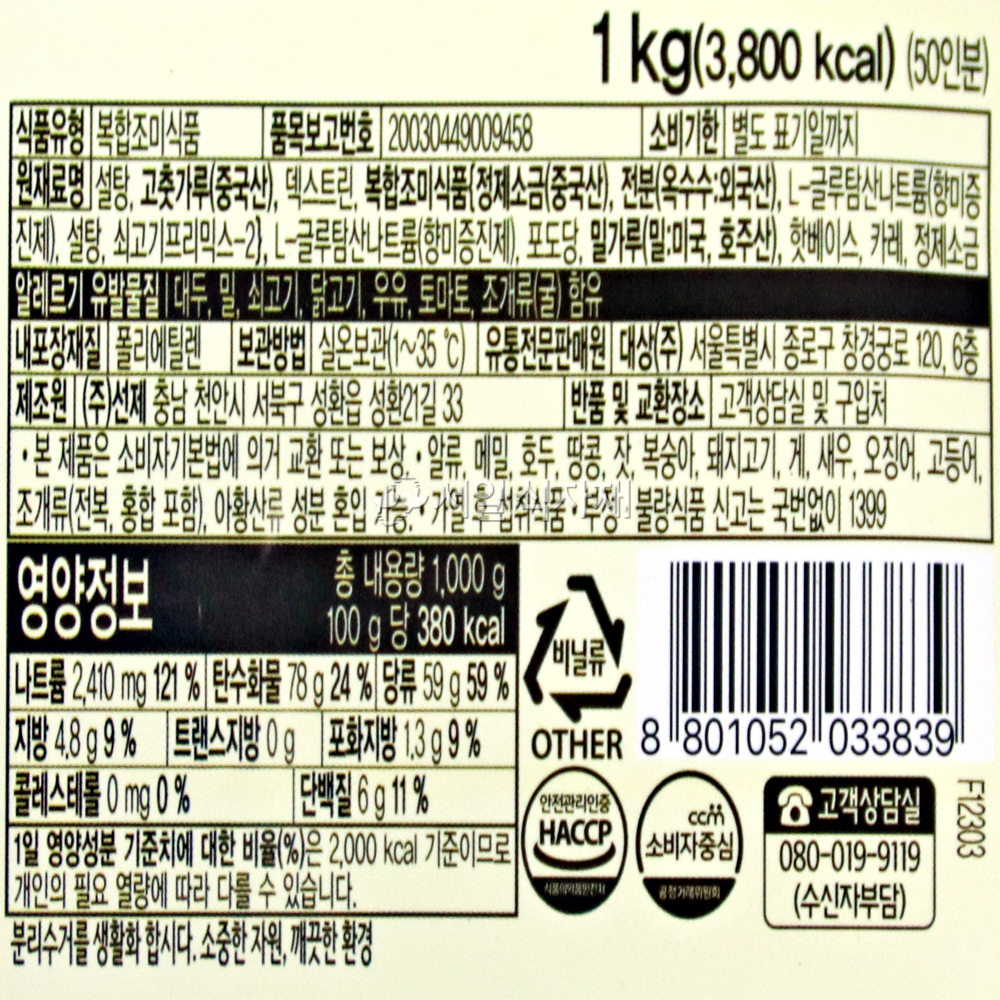 1 kg(3,800 kcal) (50인분)
식품유형 복합조미식품 품목보고번호 20030449009458 소비기한 별도 표기일까지
원재료명 설탕, 고춧가루(중국산), 덱스트린, 복합조미식품{정제소금(중국산), 전분(옥수수:외국산), L-글루탐산나트륨(향미증
진제), 설탕, 쇠고기프리믹스-2}, L-글루탐산나트륨(향미증진제), 포도당, 밀가루(밀:미국, 호주산), 핫베이스, 카레, 정제소금
알레르기 유발물질 대두, 밀, 쇠고기, 닭고기, 우유, 토마토, 조개류(굴) 함유
내포장재질 폴리에틸렌 보관방법 실온보관(1~35 ℃) 유통전문판매원 대상(주) 서울특별시 종로구 창경궁로 120, 6층
제조원 (주)선제 충남 천안시 서북구 성환읍 성환21길 33 반품 및 교환장소 고객상담실 및 구입처
• 본 제품은 소비자기본법에 의거 교환 또는 보상. • 알류, 메밀, 호두, 땅콩, 잣, 복숭아, 돼지고기, 게, 새우, 오징어, 고등어,
조개류(전복, 홍합 포함), 아황산류 성분 혼입 가능. • 가열 후 섭취식품 • 부정·불량식품 신고는 국번없이 1399
세일식자재
영양정보 총 내용량 1,000 g
100 g 당 380 kcal
나트륨 2,410 mg 121 % 탄수화물 78 g 24 % 당류 59 g 59 %
지방 4.8 g 9 % 트랜스지방 0 g 포화지방 1.3 g 9 %
콜레스테롤 0 mg 0 % 단백질 6 g 11 %
1일 영양성분 기준치에 대한 비율(%)은 2,000 kcal 기준이므로
개인의 필요 열량에 따라 다를 수 있습니다.
분리수거를 생활화 합시다. 소중한 자원, 깨끗한 환경
비닐류
OTHER
8 801052 033839
안전관리인증
HACCP
식품의약품안전처
ccm
소비자중심
공정거래위원회
고객상담실
080-019-9119
(수신자부담)
F12303